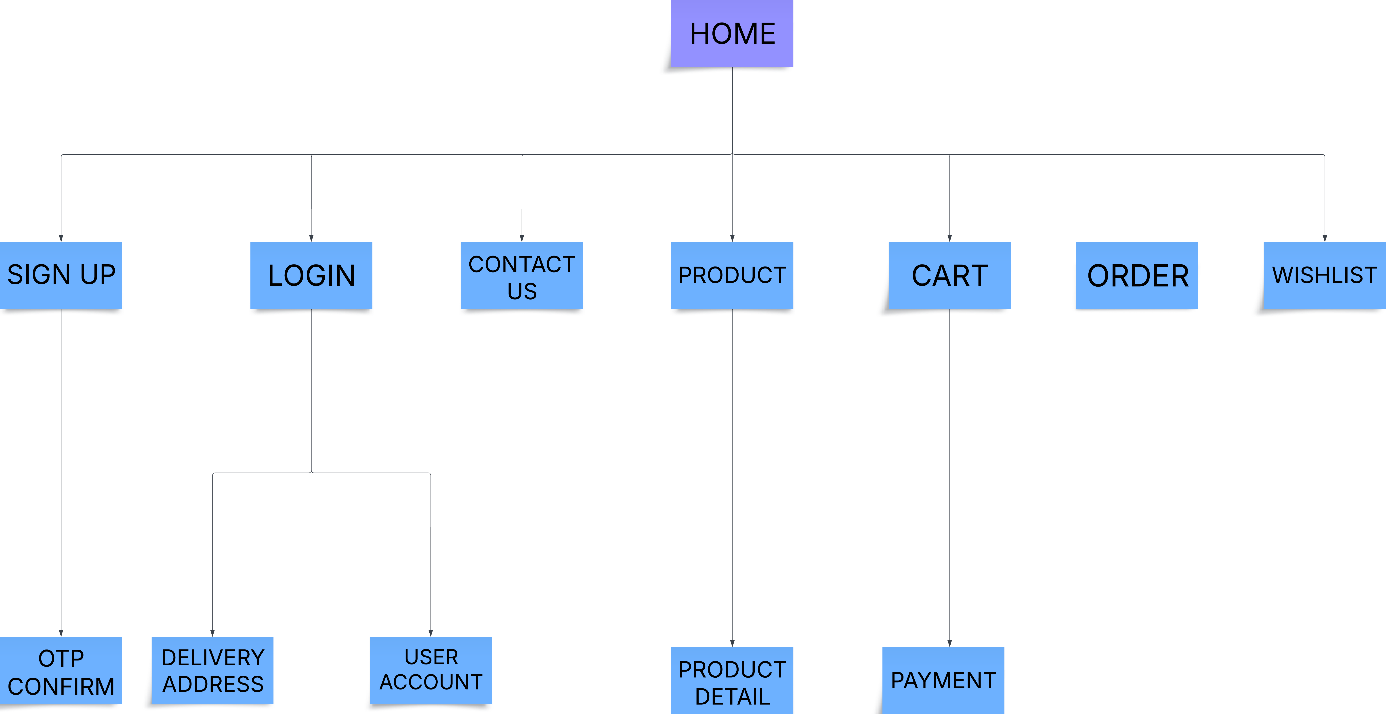 HOME
SIGN UP
LOGIN
CONTACT
US
PRODUCT
CART
ORDER
WISHLIST
OTP
CONFIRM
DELIVERY
ADDRESS
USER
ACCOUNT
PRODUCT
DETAIL
PAYMENT